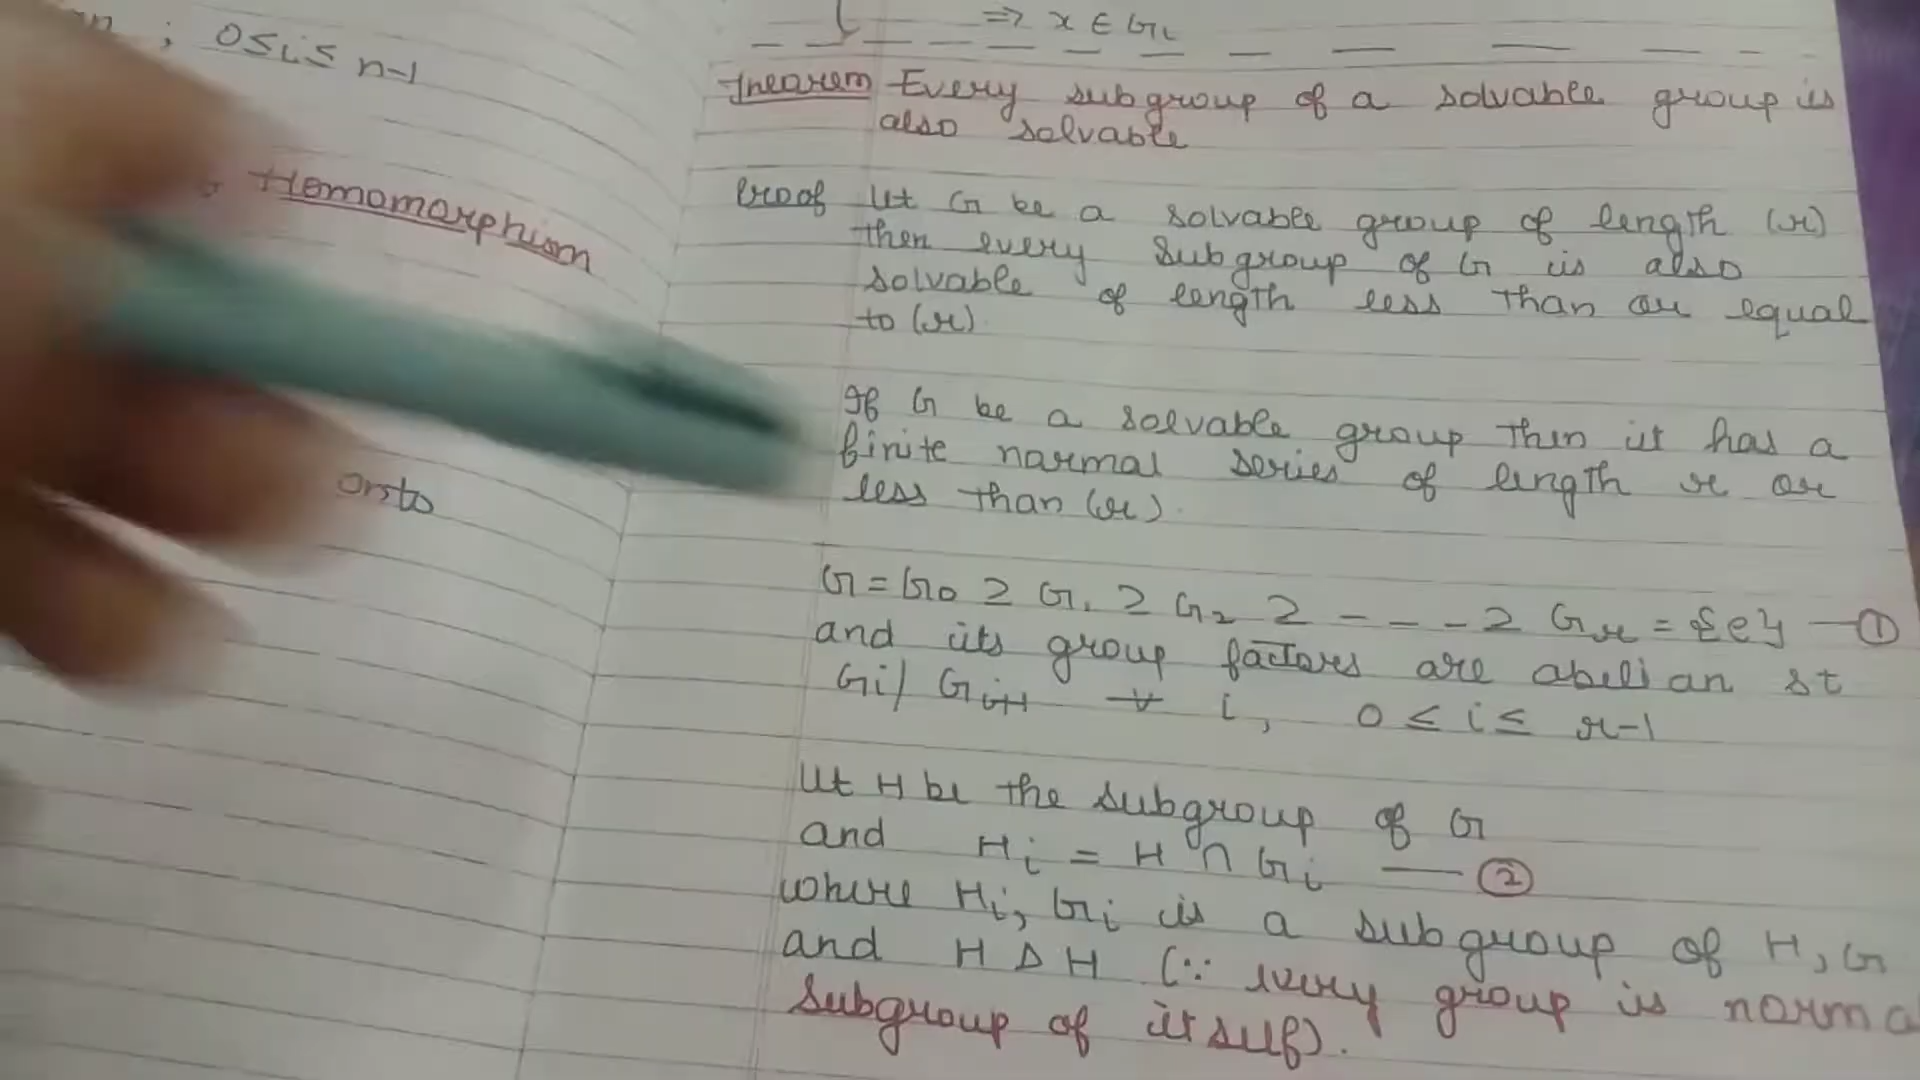 ; 0≤i≤ n-1
Homomorphism
onto
⇒ x ∈ Gi
Theorem Every subgroup of a solvable group is
also solvable
Proof Let G be a solvable group of length (r)
then every subgroup of G is also
solvable of length less than or equal
to (r)
If G be a solvable group then it has a
finite normal series of length r or
less than (r).
G = G0 ⊇ G1 ⊇ G2 ⊇ - - - ⊇ Gr = {e} — ①
and its group factors are abelian st
Gi/Gi+1 ∀ i, 0 ≤ i ≤ r-1
Let H be the subgroup of G
and Hi = H ∩ Gi — ②
where Hi, Gi is a subgroup of H, G
and H Δ H (∵ every group is norma
subgroup of itself).